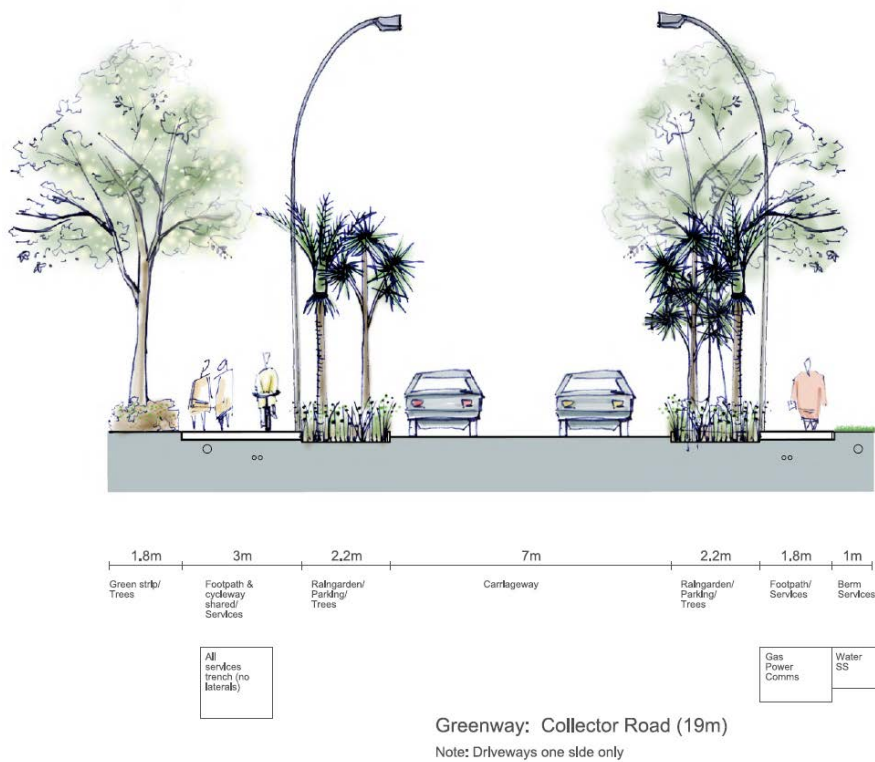 1.8m 3m 2.2m 7m 2.2m 1.8m 1m
Green strip/
Trees
Footpath &
cycleway
shared/
Services
Raingarden/
Parking/
Trees
Carriageway
Raingarden/
Parking/
Trees
Footpath/
Services
Berm
Services
All
services
trench (no
laterals)
Gas
Power
Comms
Water
SS
Greenway: Collector Road (19m)
Note: Driveways one side only